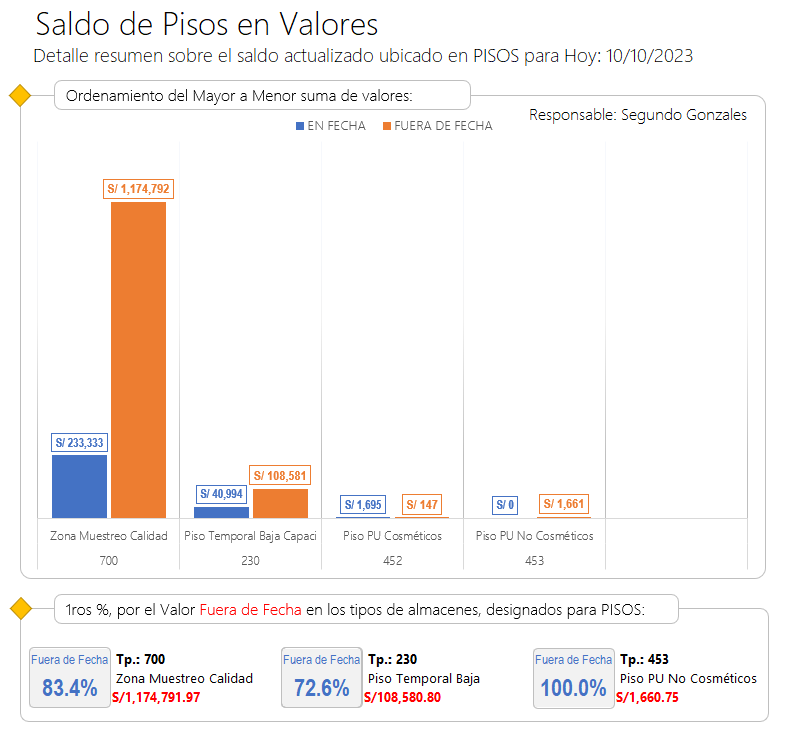 Saldo de Pisos en Valores
Detalle resumen sobre el saldo actualizado ubicado en PISOS para Hoy: 10/10/2023
Ordenamiento del Mayor a Menor suma de valores:
Responsable: Segundo Gonzales
EN FECHA FUERA DE FECHA
S/ 1,174,792
S/ 233,333
S/ 108,581
S/ 40,994
S/ 1,695 S/ 147 S/ 0 S/ 1,661
Zona Muestreo Calidad Piso Temporal Baja Capaci Piso PU Cosméticos Piso PU No Cosméticos
700 230 452 453
1ros %, por el Valor Fuera de Fecha en los tipos de almacenes, designados para PISOS:
Fuera de Fecha Tp.: 700 Fuera de Fecha Tp.: 230 Fuera de Fecha Tp.: 453
83.4% Zona Muestreo Calidad 72.6% Piso Temporal Baja 100.0% Piso PU No Cosméticos
S/1,174,791.97 S/108,580.80 S/1,660.75